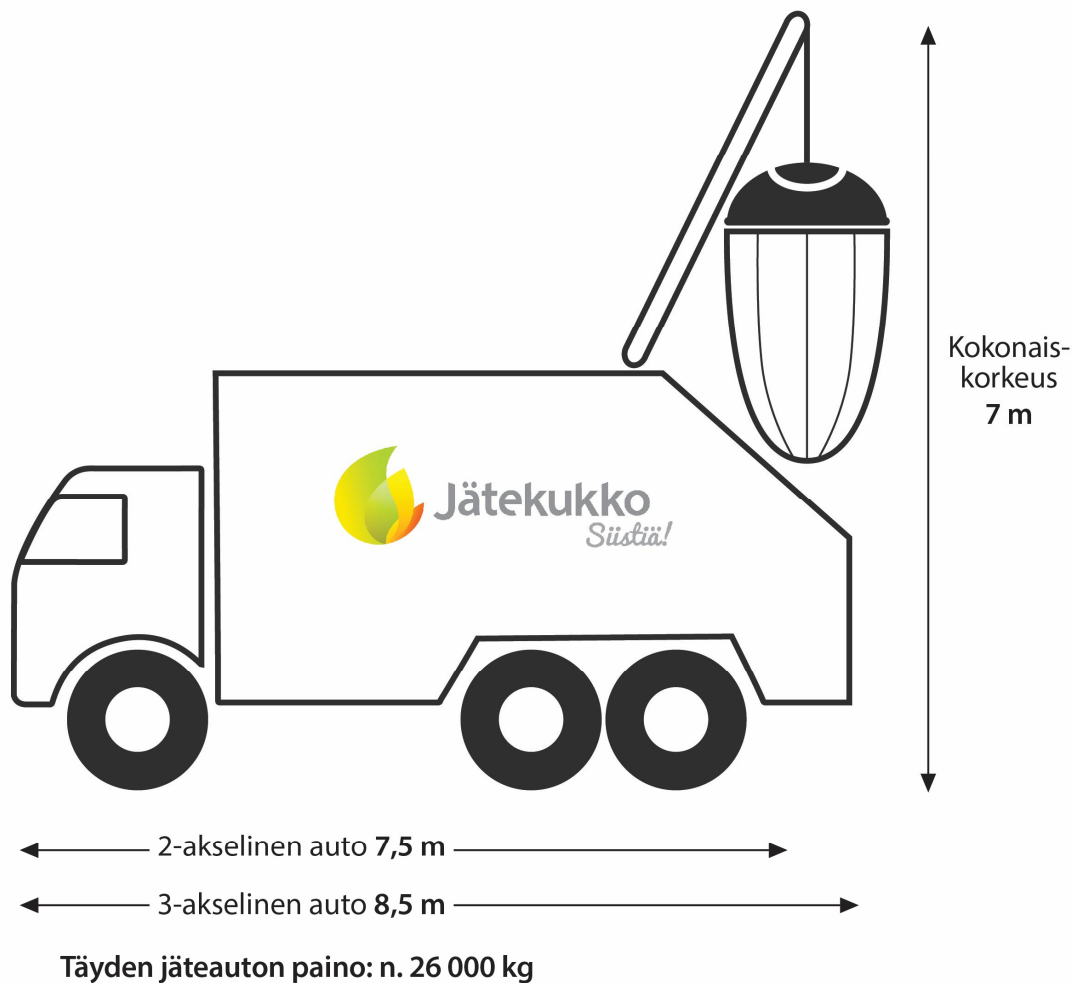 Kokonais-
korkeus
7 m
Jätekukko
Siistiä!
2-akselinen auto 7,5 m
3-akselinen auto 8,5 m
Täyden jäteauton paino: n. 26 000 kg